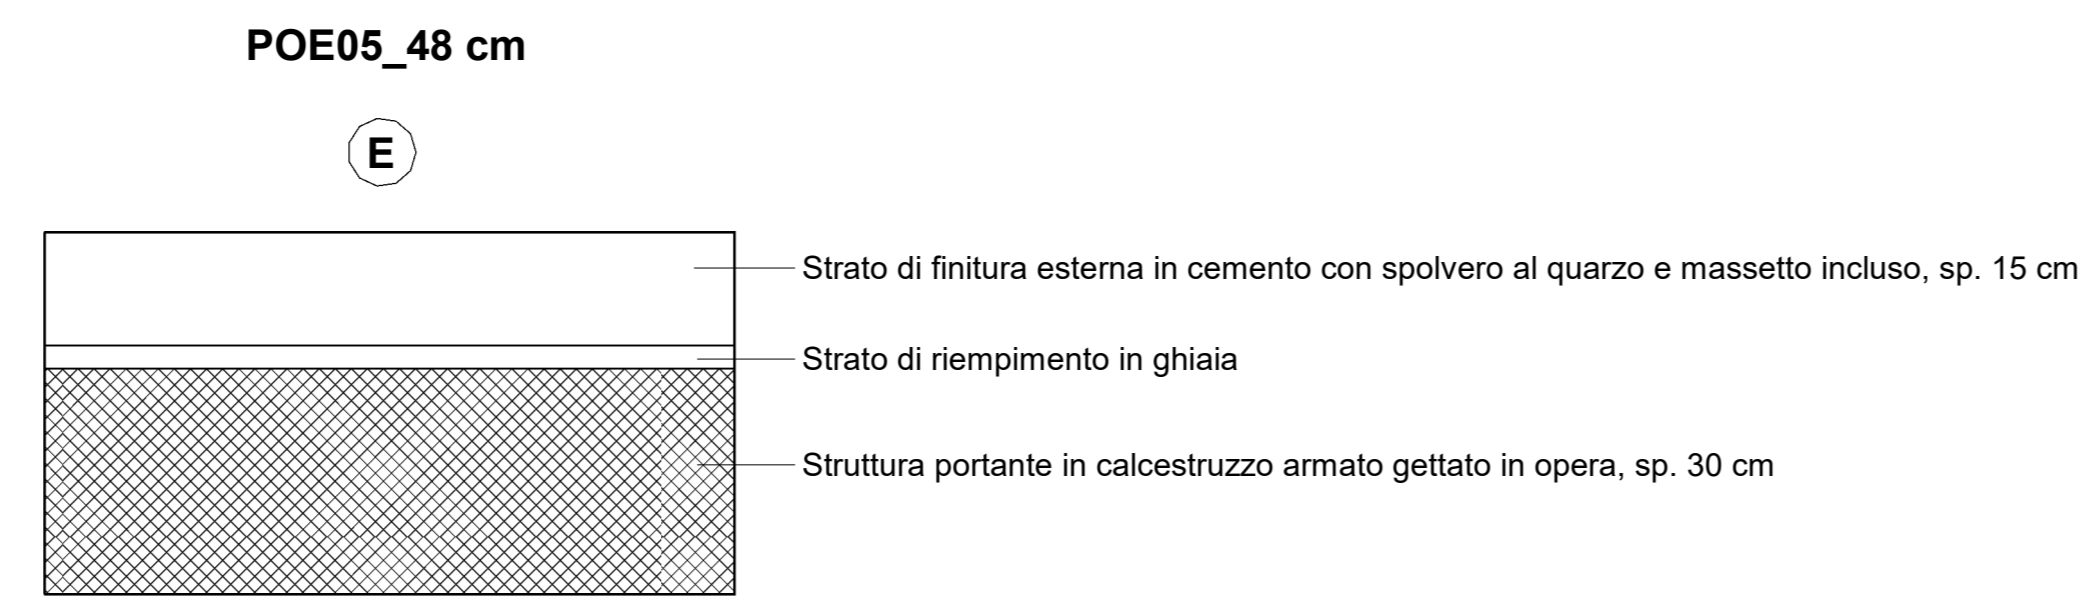 POE05_48 cm
E
Strato di finitura esterna in cemento con spolvero al quarzo e massetto incluso, sp. 15 cm
Strato di riempimento in ghiaia
Struttura portante in calcestruzzo armato gettato in opera, sp. 30 cm